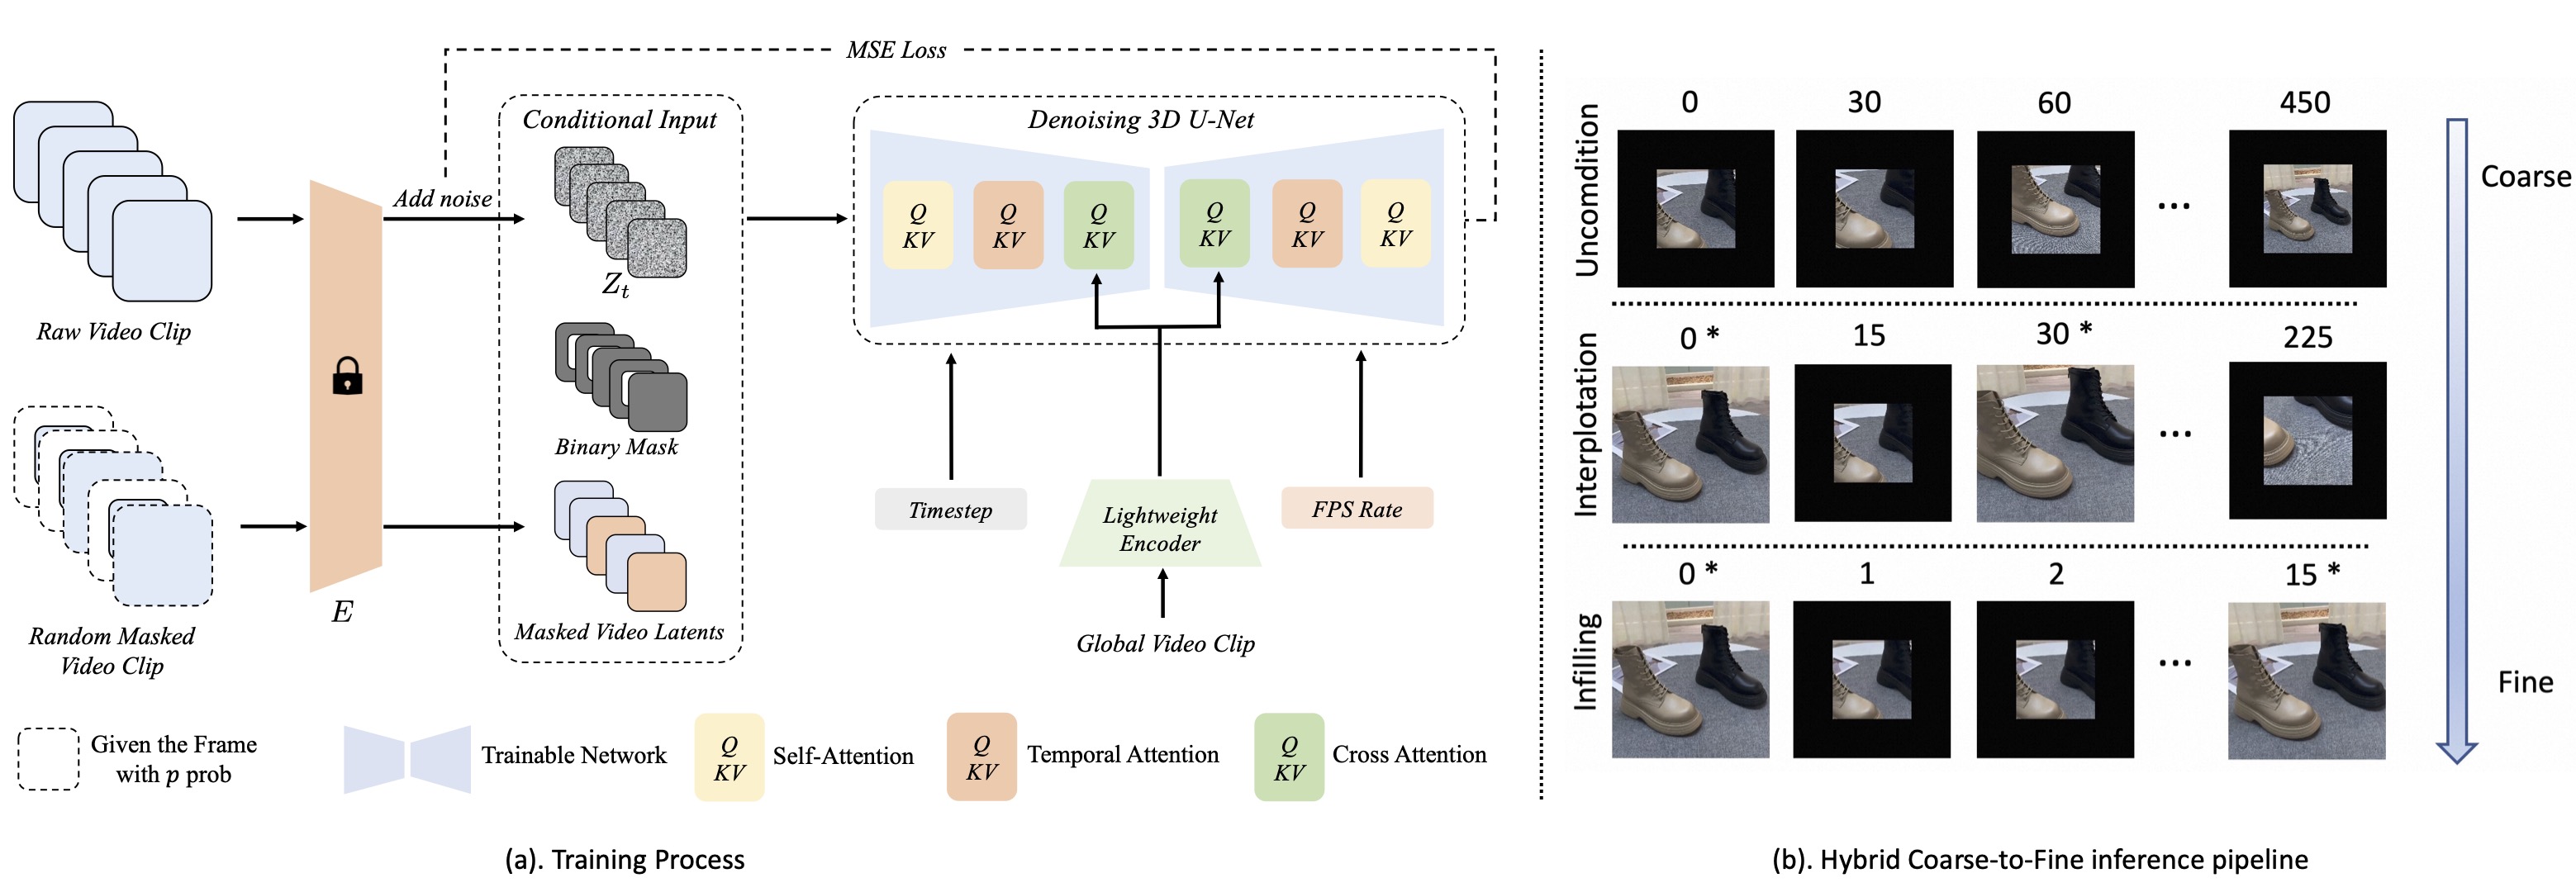 MSE Loss
Raw Video Clip
Random Masked
Video Clip
E
Add noise
Conditional Input
Z_t
Binary Mask
Masked Video Latents
Denoising 3D U-Net
Q
KV
Q
KV
Q
KV
Q
KV
Q
KV
Q
KV
Timestep
Lightweight
Encoder
FPS Rate
Global Video Clip
Given the Frame
with p prob
Trainable Network
Q
KV
Self-Attention
Q
KV
Temporal Attention
Q
KV
Cross Attention
(a). Training Process
Uncondition
0 30 60 450
...
Coarse
Interplotation
0 * 15 30 * 225
...
Infilling
0 * 1 2 15 *
...
Fine
(b). Hybrid Coarse-to-Fine inference pipeline